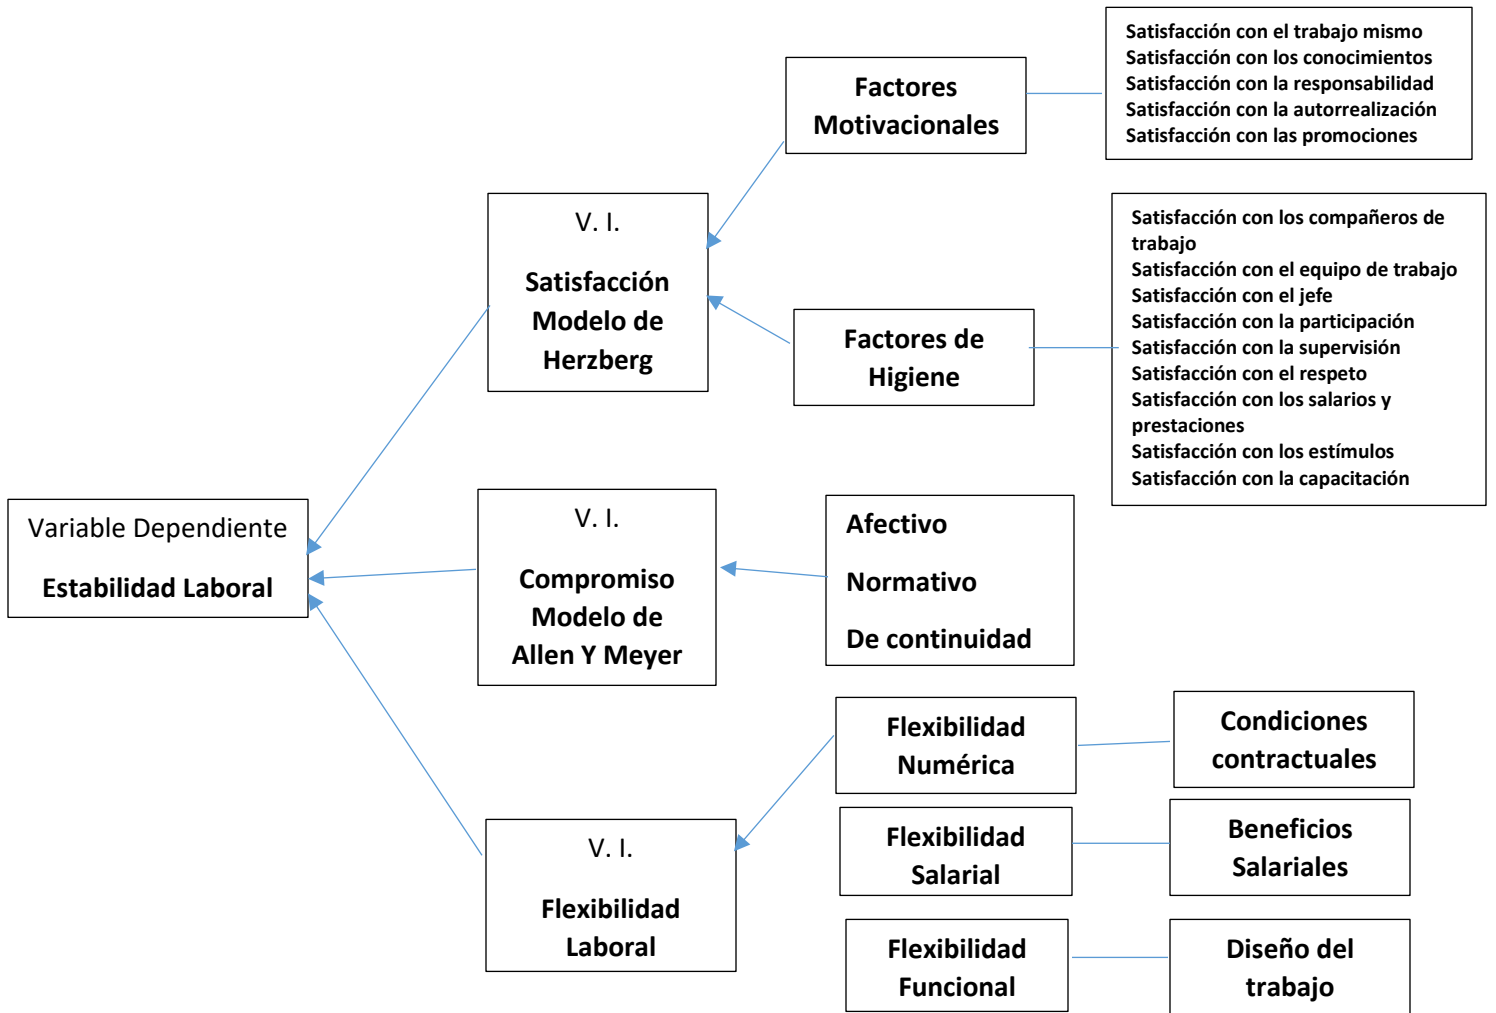 Satisfacción con el trabajo mismo
Satisfacción con los conocimientos
Satisfacción con la responsabilidad
Satisfacción con la autorrealización
Satisfacción con las promociones
Factores
Motivacionales
V. I.
Satisfacción
Modelo de
Herzberg
Factores de
Higiene
Satisfacción con los compañeros de
trabajo
Satisfacción con el equipo de trabajo
Satisfacción con el jefe
Satisfacción con la participación
Satisfacción con la supervisión
Satisfacción con el respeto
Satisfacción con los salarios y
prestaciones
Satisfacción con los estímulos
Satisfacción con la capacitación
Variable Dependiente
Estabilidad Laboral
V. I.
Compromiso
Modelo de
Allen Y Meyer
Afectivo
Normativo
De continuidad
V. I.
Flexibilidad
Laboral
Flexibilidad
Numérica
Condiciones
contractuales
Flexibilidad
Salarial
Beneficios
Salariales
Flexibilidad
Funcional
Diseño del
trabajo